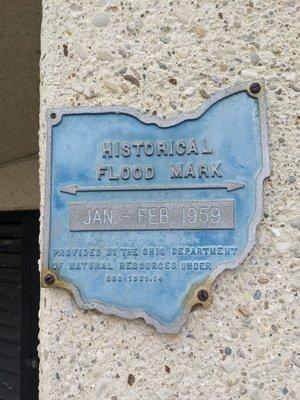 HISTORICAL
FLOOD MARK
JAN. - FEB. 1959
PROVIDED BY THE OHIO DEPARTMENT
OF NATURAL RESOURCES UNDER
ORC 1521.14